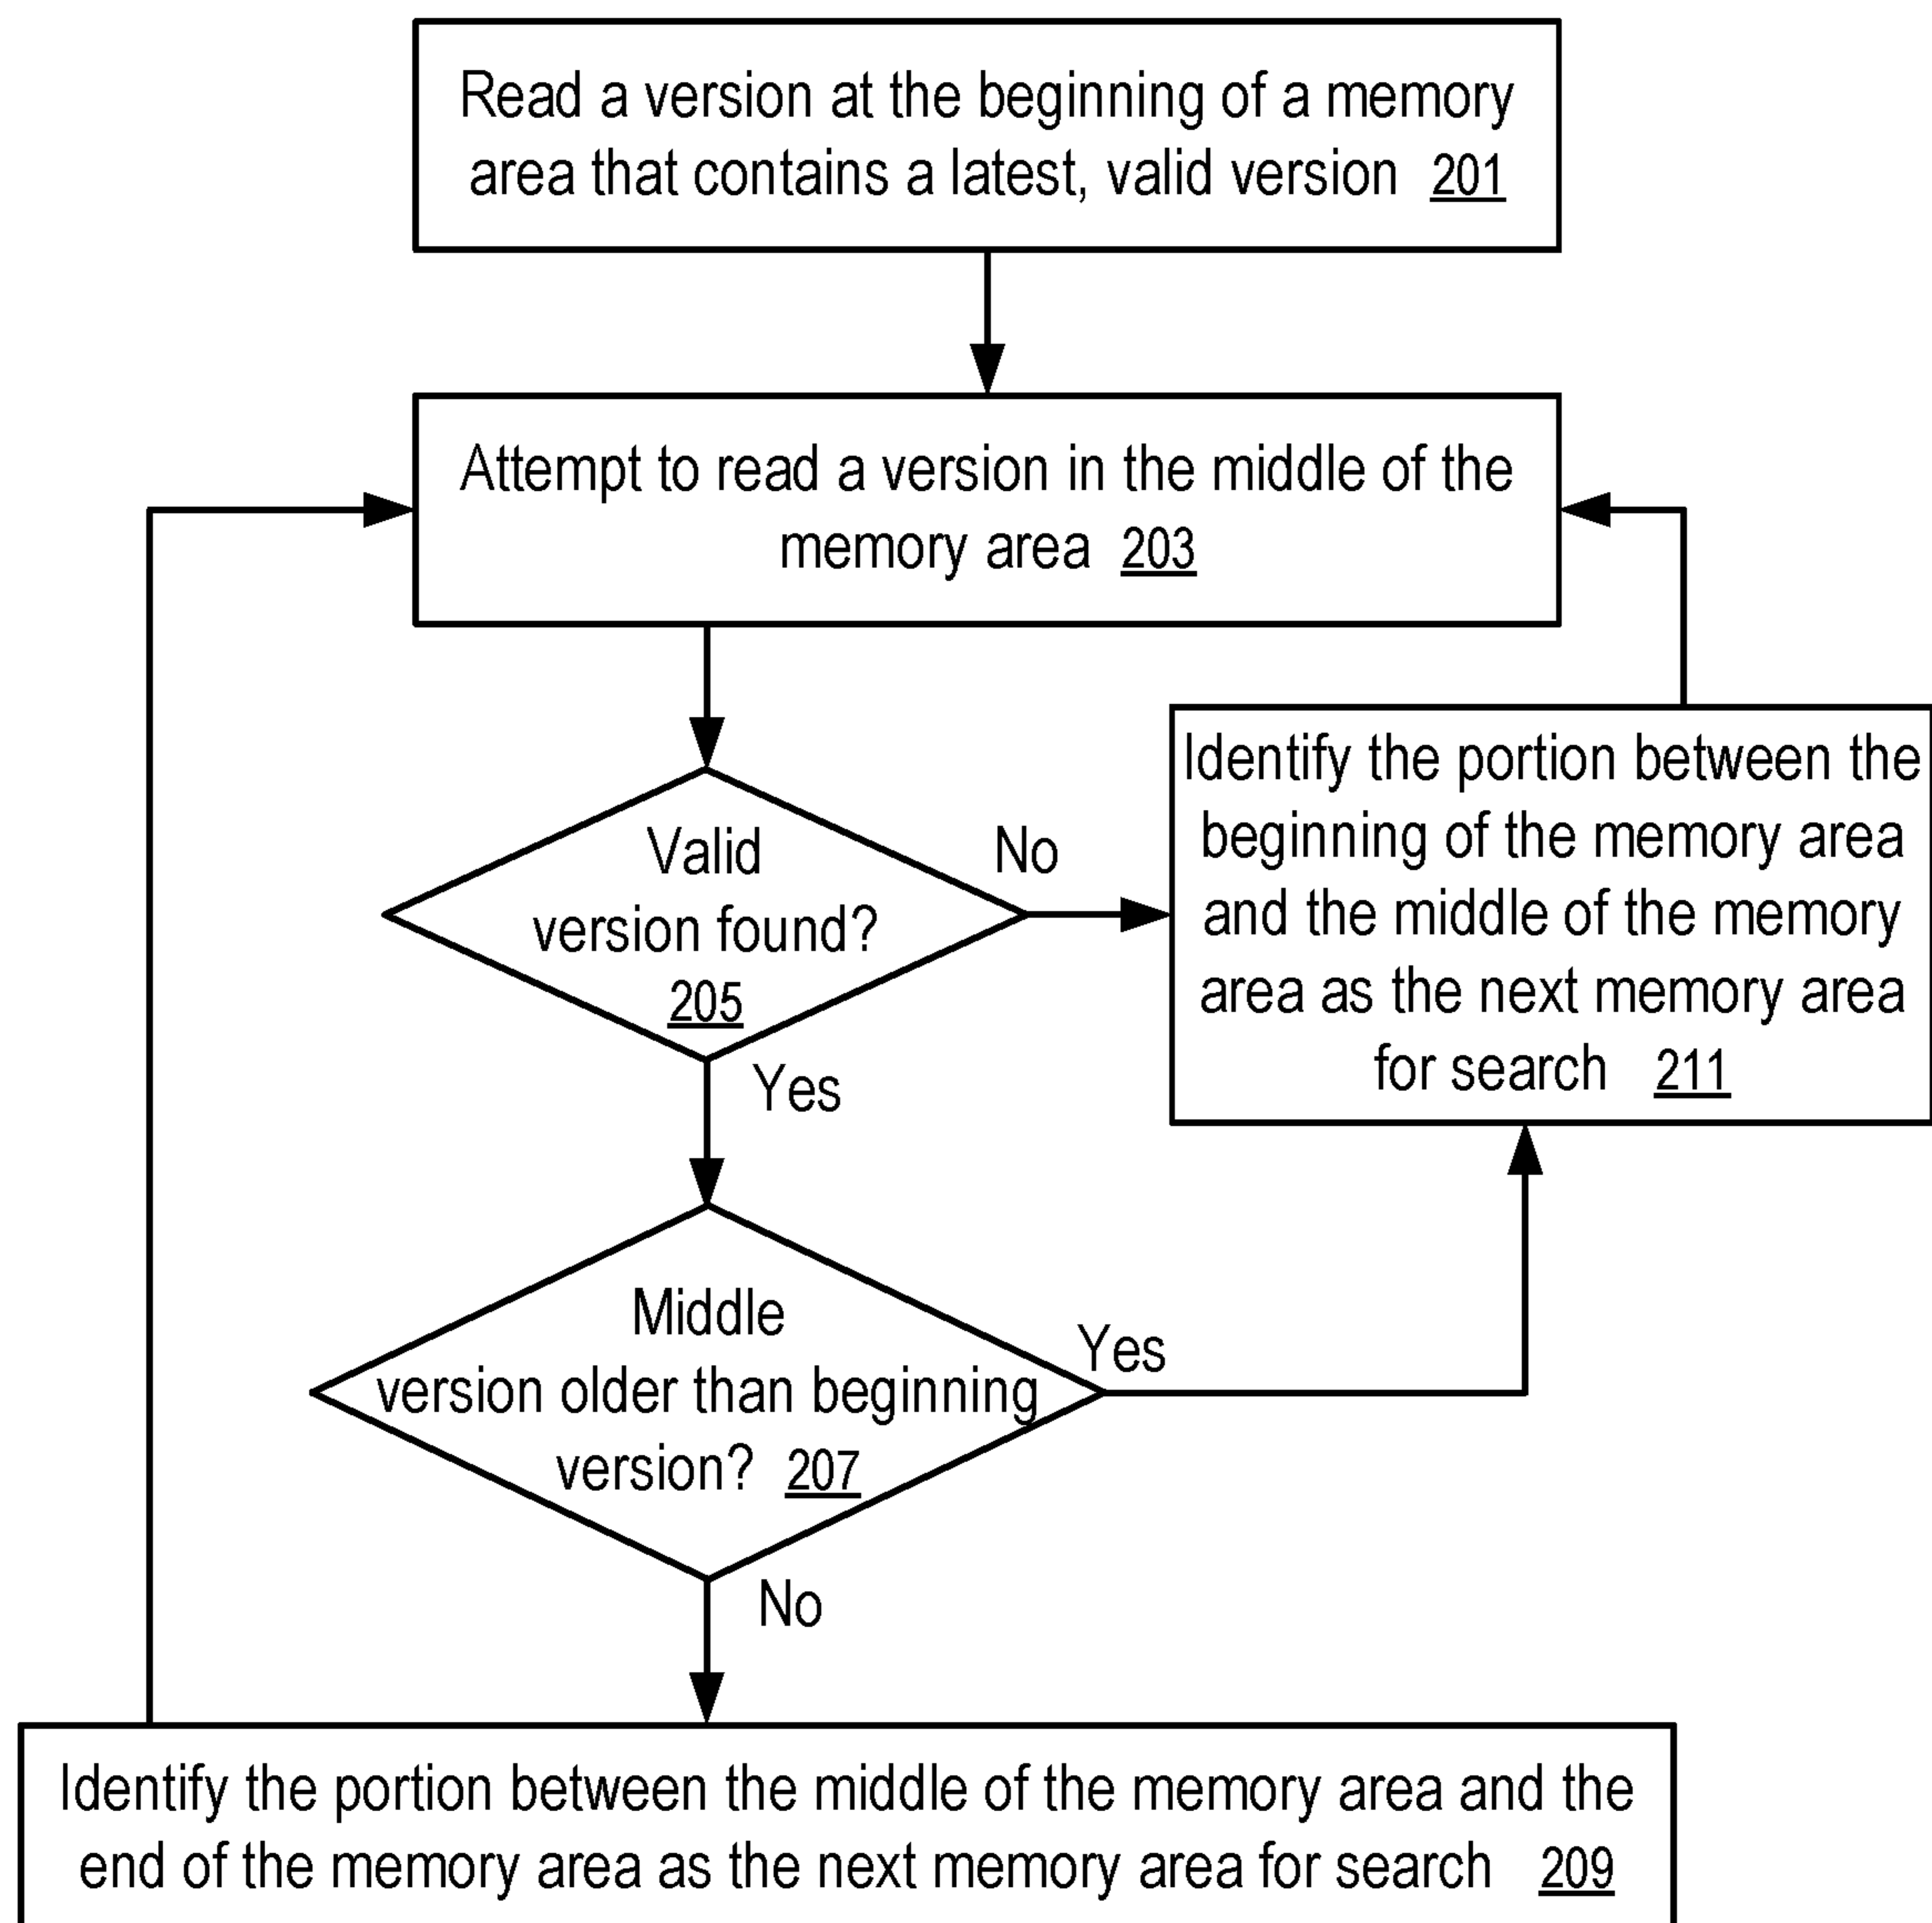 Read a version at the beginning of a memory
area that contains a latest, valid version 201
Attempt to read a version in the middle of the
memory area 203
Valid
version found?
205
No
Yes
Identify the portion between the
beginning of the memory area
and the middle of the memory
area as the next memory area
for search 211
Middle
version older than beginning
version? 207
Yes
No
Identify the portion between the middle of the memory area and the
end of the memory area as the next memory area for search 209